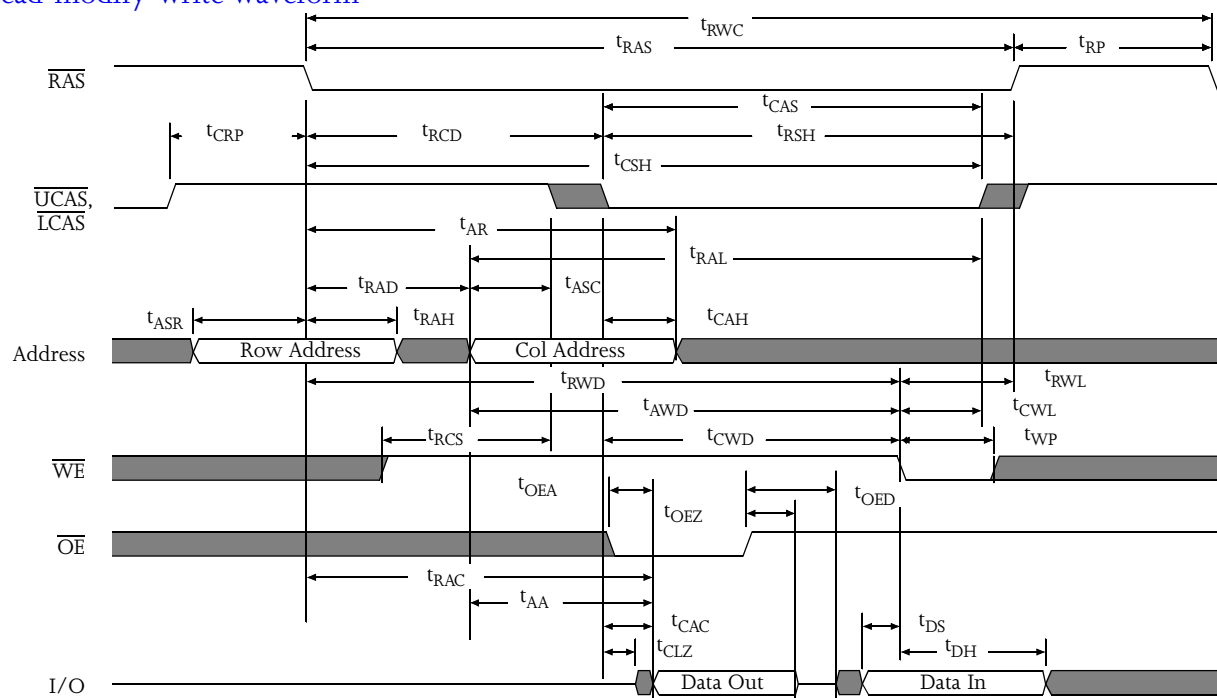 ead-modify-write waveform
tRWC
tRAS
tRP
RAS
tCAS
tCRP
tRCD
tRSH
tCSH
UCAS,
LCAS
tAR
tRAL
tRAD
tASC
tASR
tRAH
tCAH
Address
Row Address
Col Address
tRWD
tRWL
tAWD
tCWL
tRCS
tCWD
tWP
WE
tOEA
tOED
tOEZ
OE
tRAC
tAA
tCAC
tDS
tCLZ
tDH
I/O
Data Out
Data In